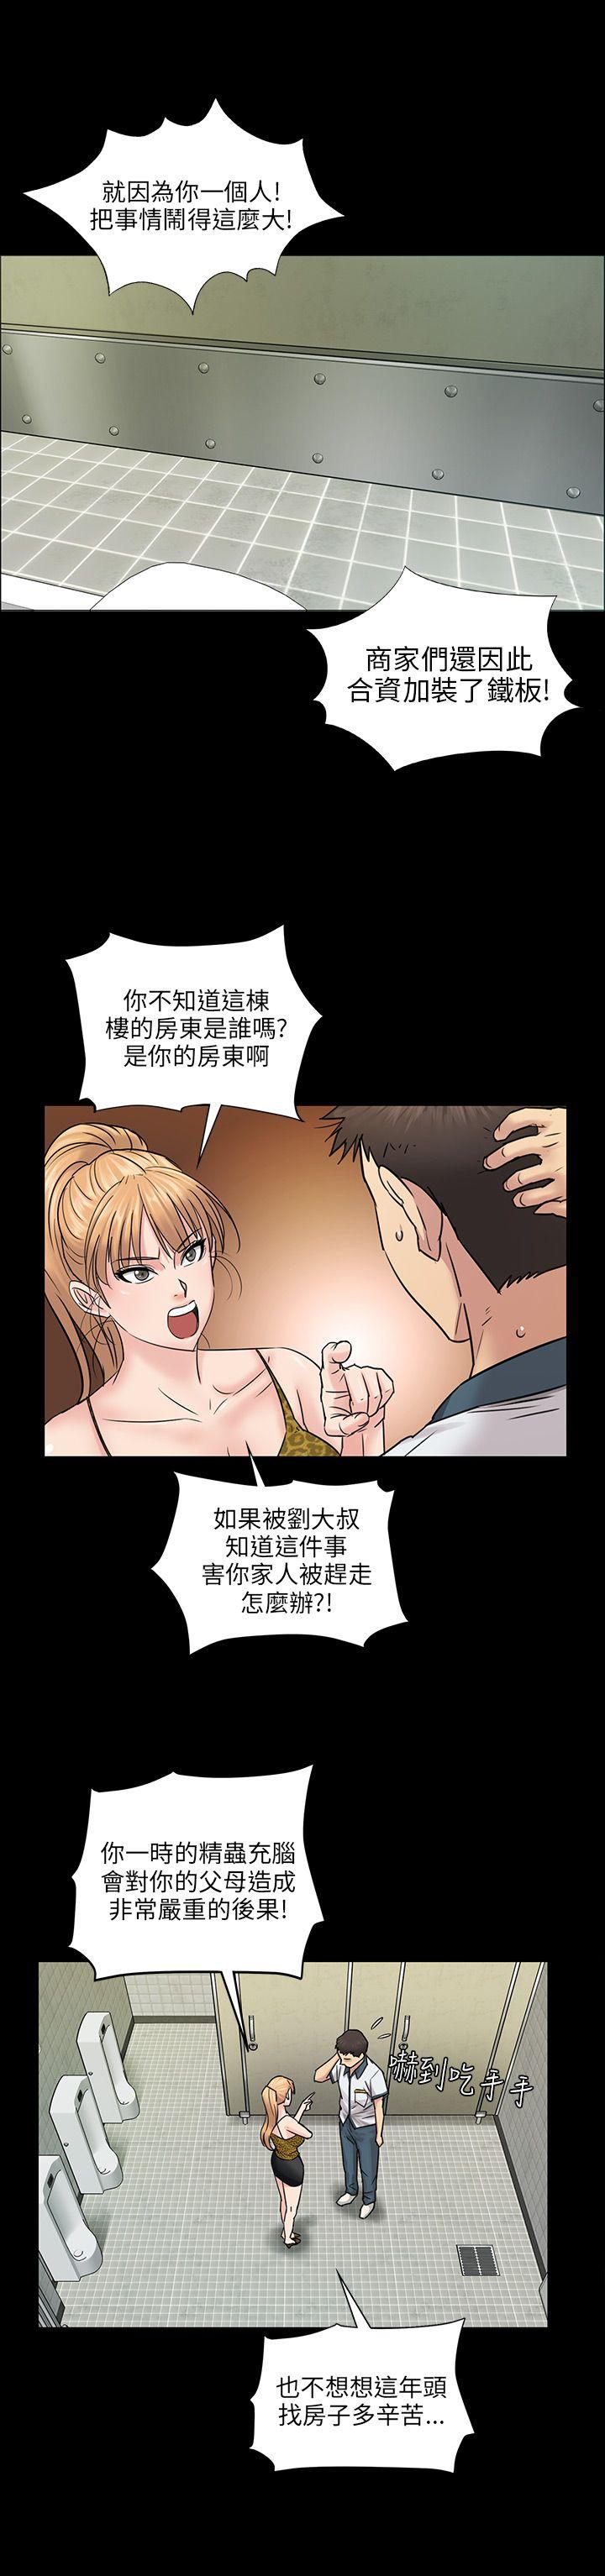 就因為你一個人!
把事情鬧得這麼大!
商家們還因此
合資加裝了鐵板!
你不知道這棟
樓的房東是誰嗎?
是你的房東啊
如果被劉大叔
知道這件事
害你家人被趕走
怎麼辦?!
你一時的精蟲充腦
會對你的父母造成
非常嚴重的後果!
嚇到吃手手
也不想想這年頭
找房子多辛苦...